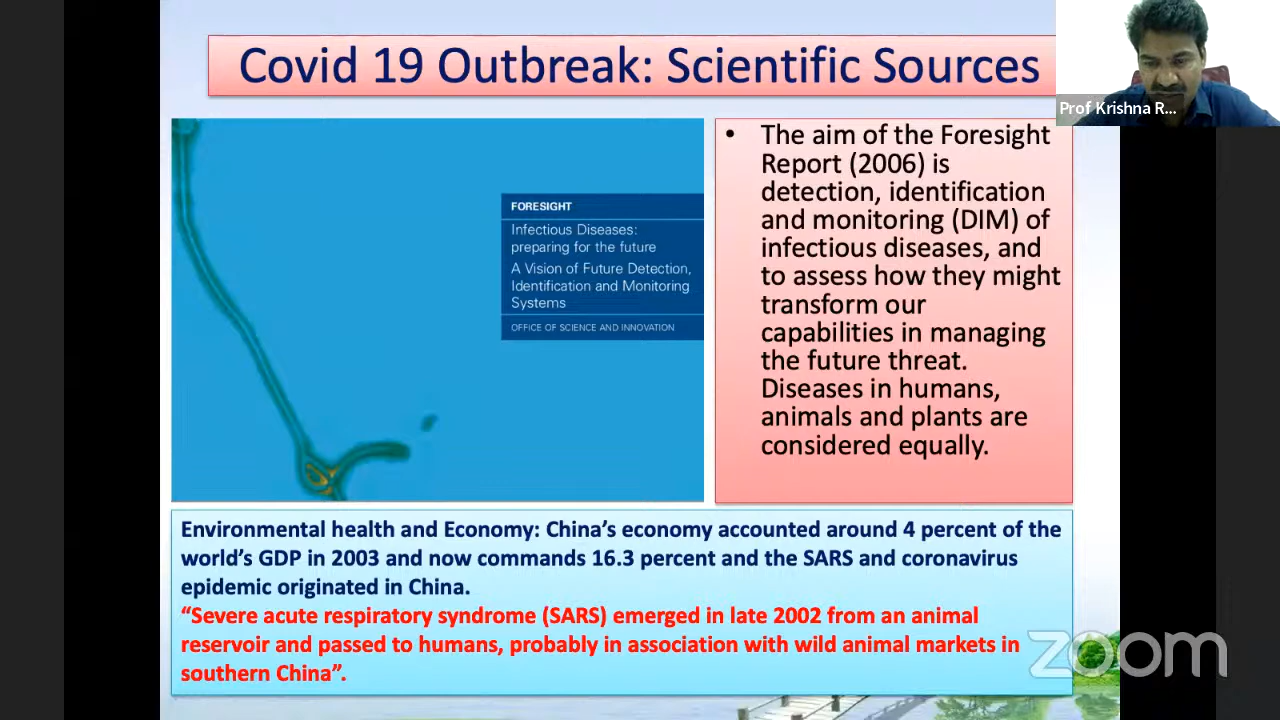 Covid 19 Outbreak: Scientific Sources
Prof Krishna R...
FORESIGHT
Infectious Diseases:
preparing for the future
A Vision of Future Detection,
Identification and Monitoring
Systems
OFFICE OF SCIENCE AND INNOVATION
• The aim of the Foresight
Report (2006) is
detection, identification
and monitoring (DIM) of
infectious diseases, and
to assess how they might
transform our
capabilities in managing
the future threat.
Diseases in humans,
animals and plants are
considered equally.
Environmental health and Economy: China’s economy accounted around 4 percent of the
world’s GDP in 2003 and now commands 16.3 percent and the SARS and coronavirus
epidemic originated in China.
“Severe acute respiratory syndrome (SARS) emerged in late 2002 from an animal
reservoir and passed to humans, probably in association with wild animal markets in
southern China”.
zoom